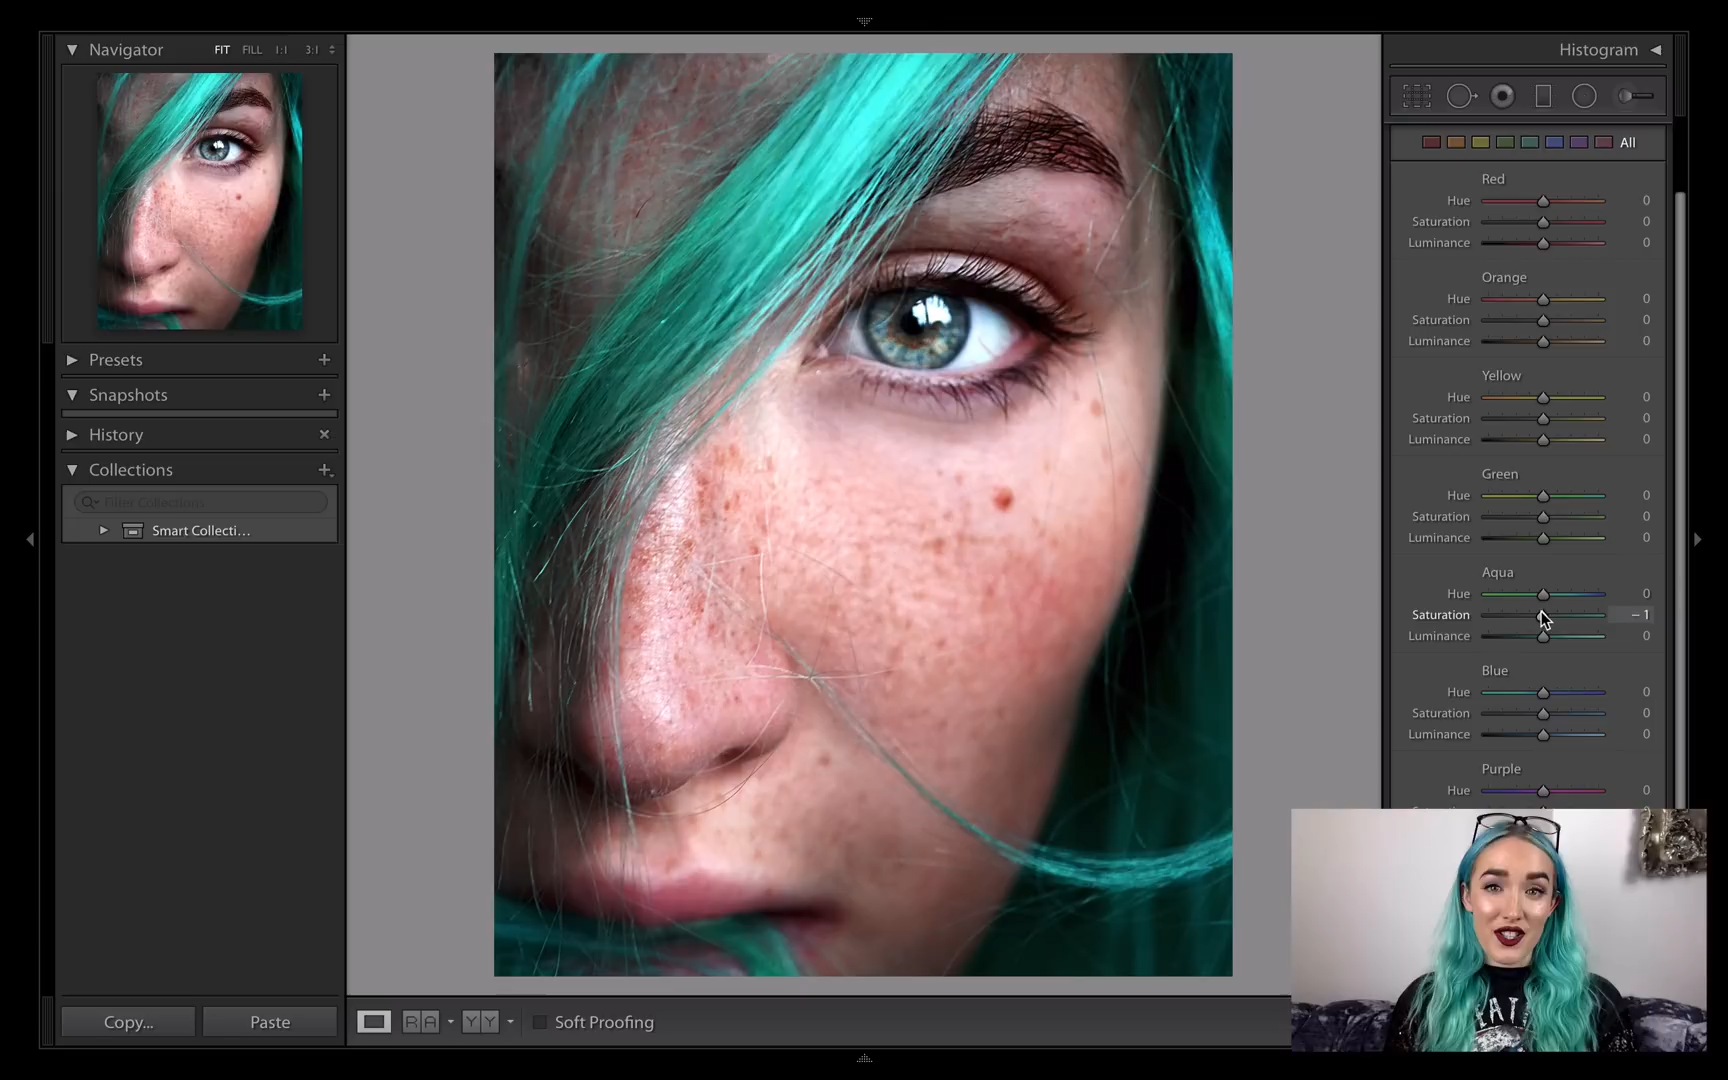 Navigator FIT FILL 1:1 3:1
Presets
Snapshots
History
Collections
Filter Collections
Smart Collecti...
Copy... Paste
R A Y Y Soft Proofing
Histogram
All
Red
Hue 0
Saturation 0
Luminance 0
Orange
Hue 0
Saturation 0
Luminance 0
Yellow
Hue 0
Saturation 0
Luminance 0
Green
Hue 0
Saturation 0
Luminance 0
Aqua
Hue 0
Saturation – 1
Luminance 0
Blue
Hue 0
Saturation 0
Luminance 0
Purple
Hue 0